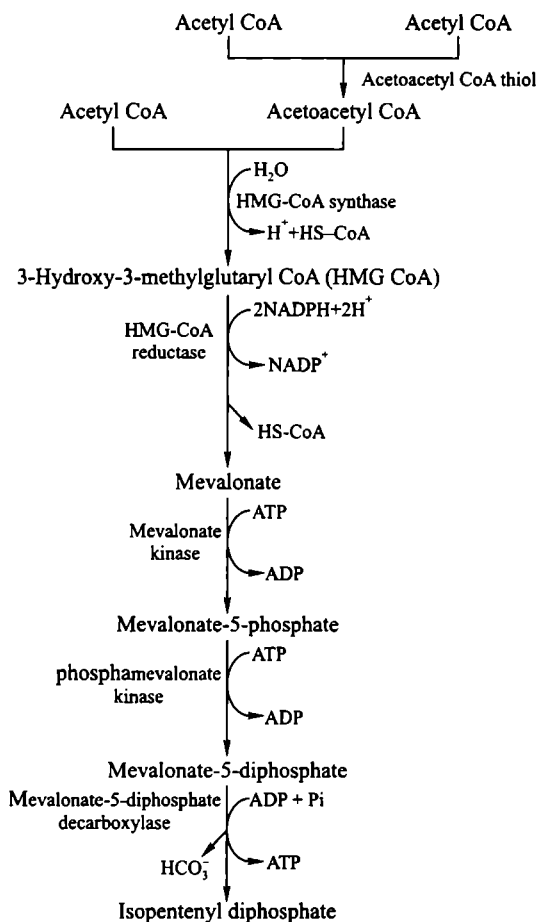 Acetyl CoA Acetyl CoA
Acetoacetyl CoA thiol
Acetyl CoA Acetoacetyl CoA
H₂O
HMG-CoA synthase
H⁺+HS–CoA
3-Hydroxy-3-methylglutaryl CoA (HMG CoA)
2NADPH+2H⁺
HMG-CoA
reductase
NADP⁺
HS-CoA
Mevalonate
ATP
Mevalonate
kinase
ADP
Mevalonate-5-phosphate
ATP
phosphamevalonate
kinase
ADP
Mevalonate-5-diphosphate
Mevalonate-5-diphosphate
decarboxylase
ADP + Pi
HCO₃⁻
ATP
Isopentenyl diphosphate